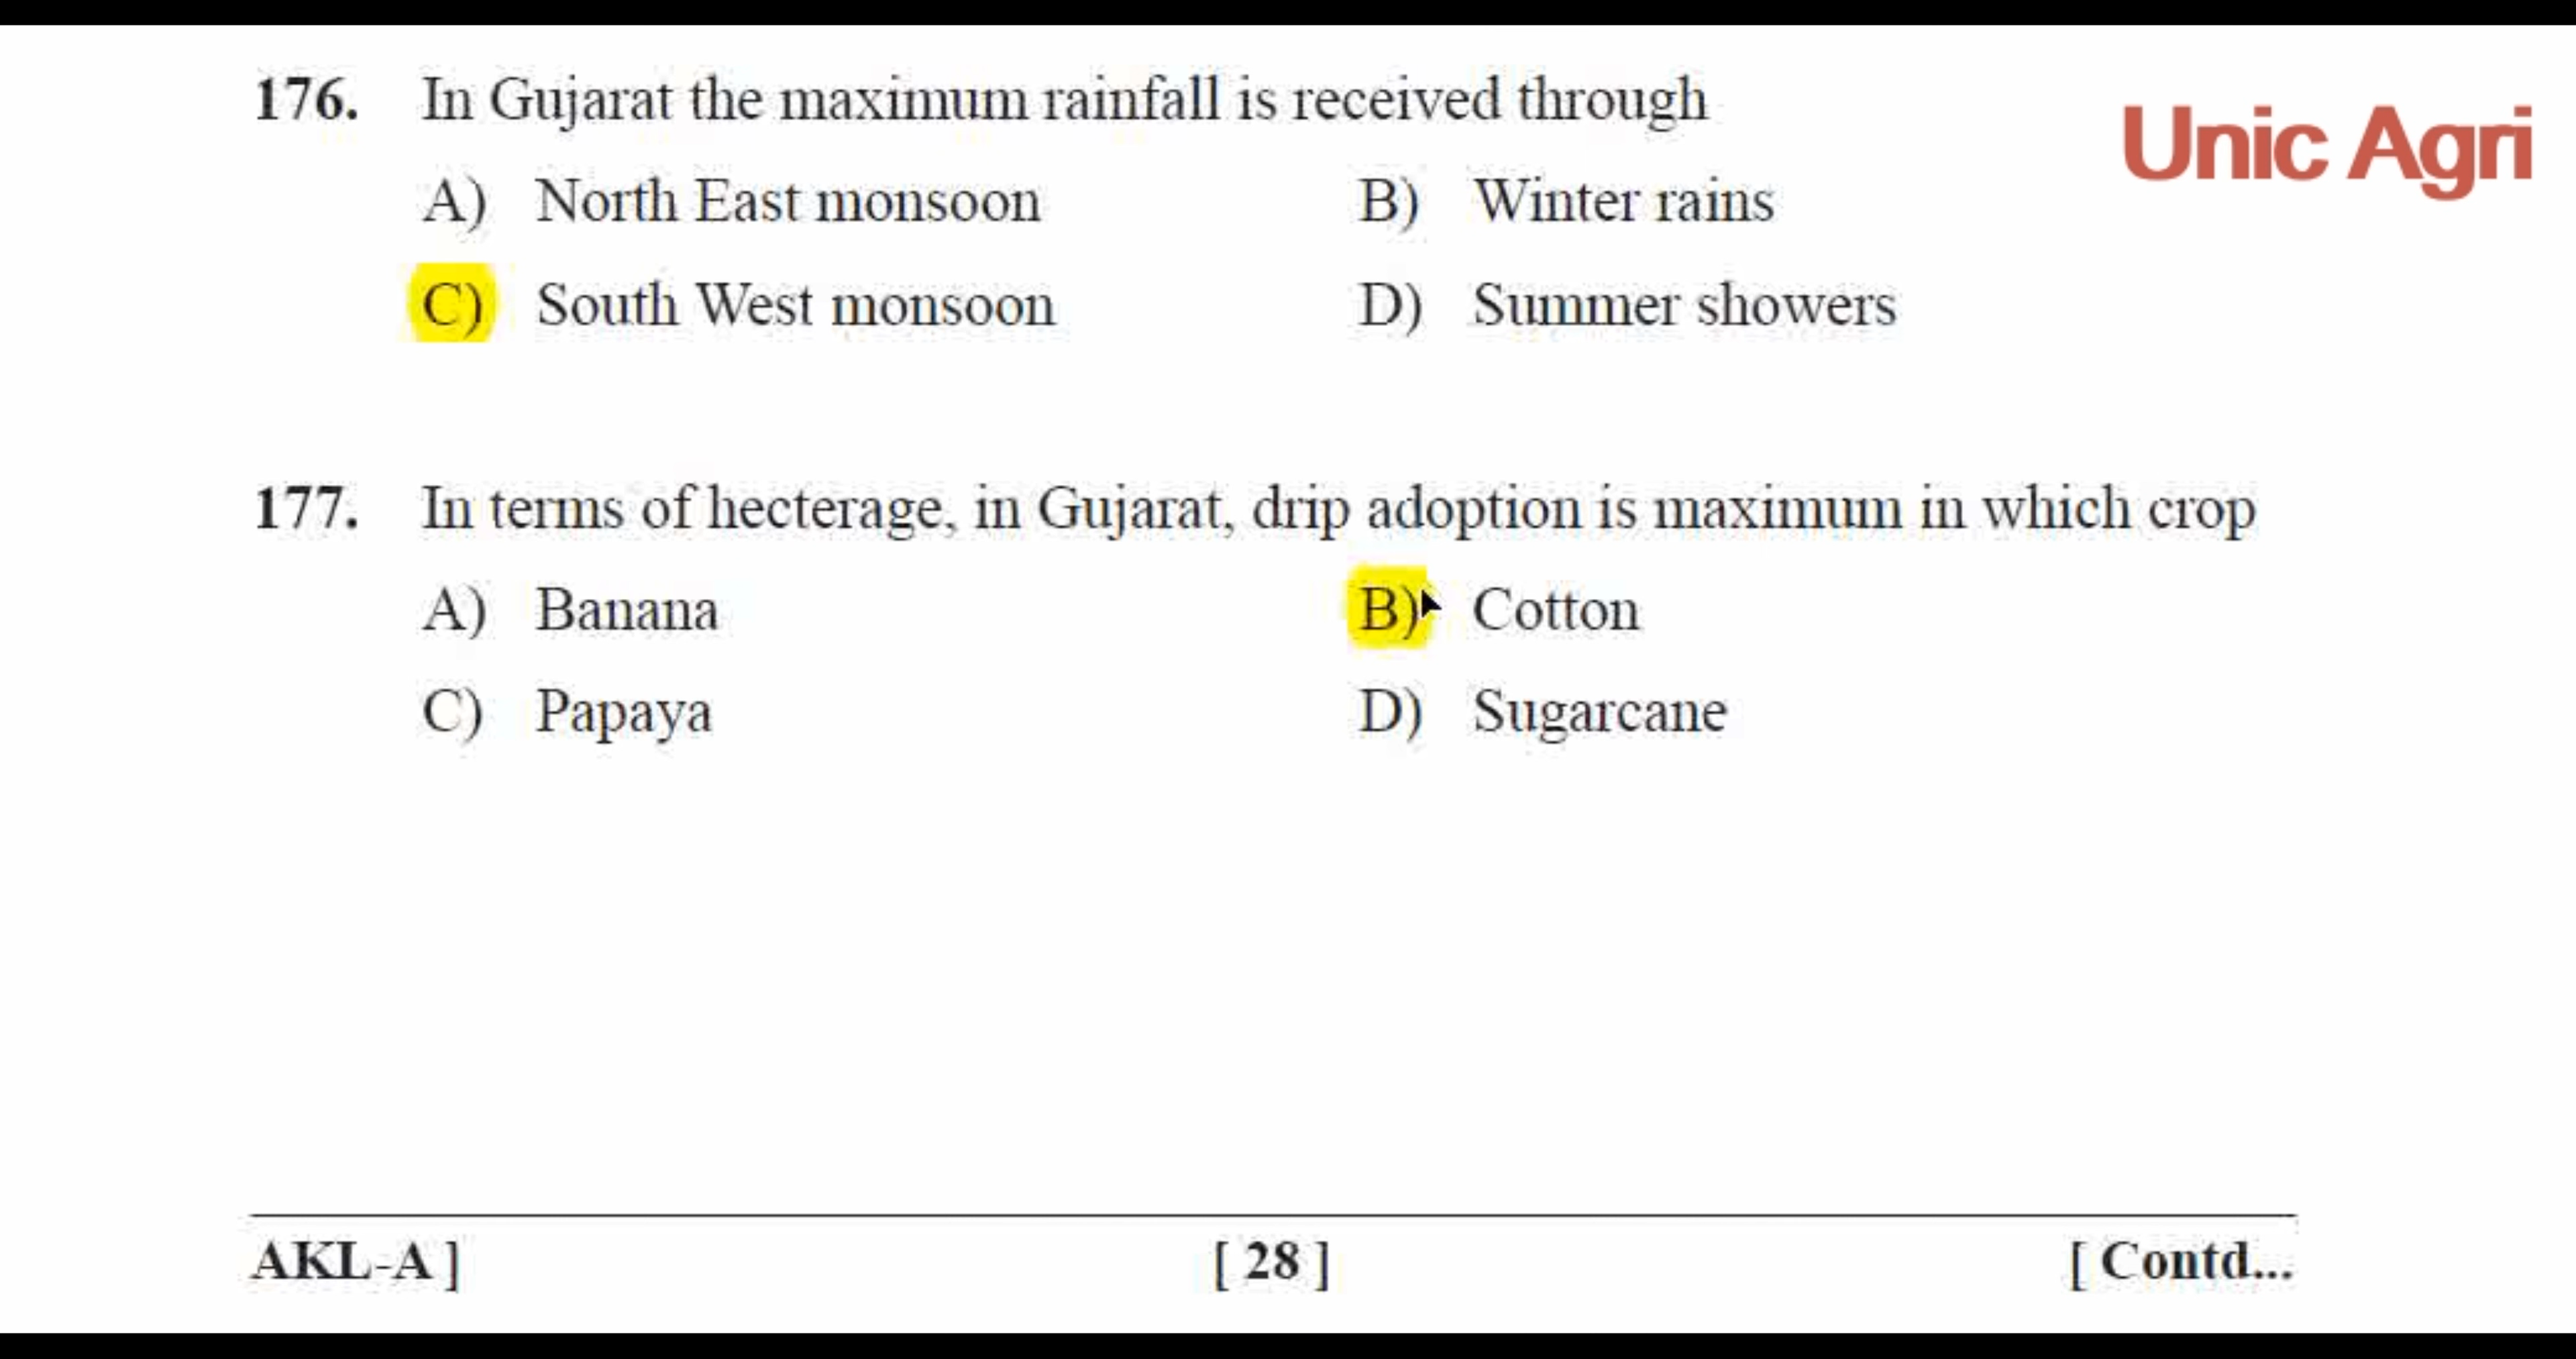 Unic Agri
176. In Gujarat the maximum rainfall is received through
A) North East monsoon B) Winter rains
C) South West monsoon D) Summer showers
177. In terms of hecterage, in Gujarat, drip adoption is maximum in which crop
A) Banana B) Cotton
C) Papaya D) Sugarcane
AKL-A ] [ 28 ] [ Contd...